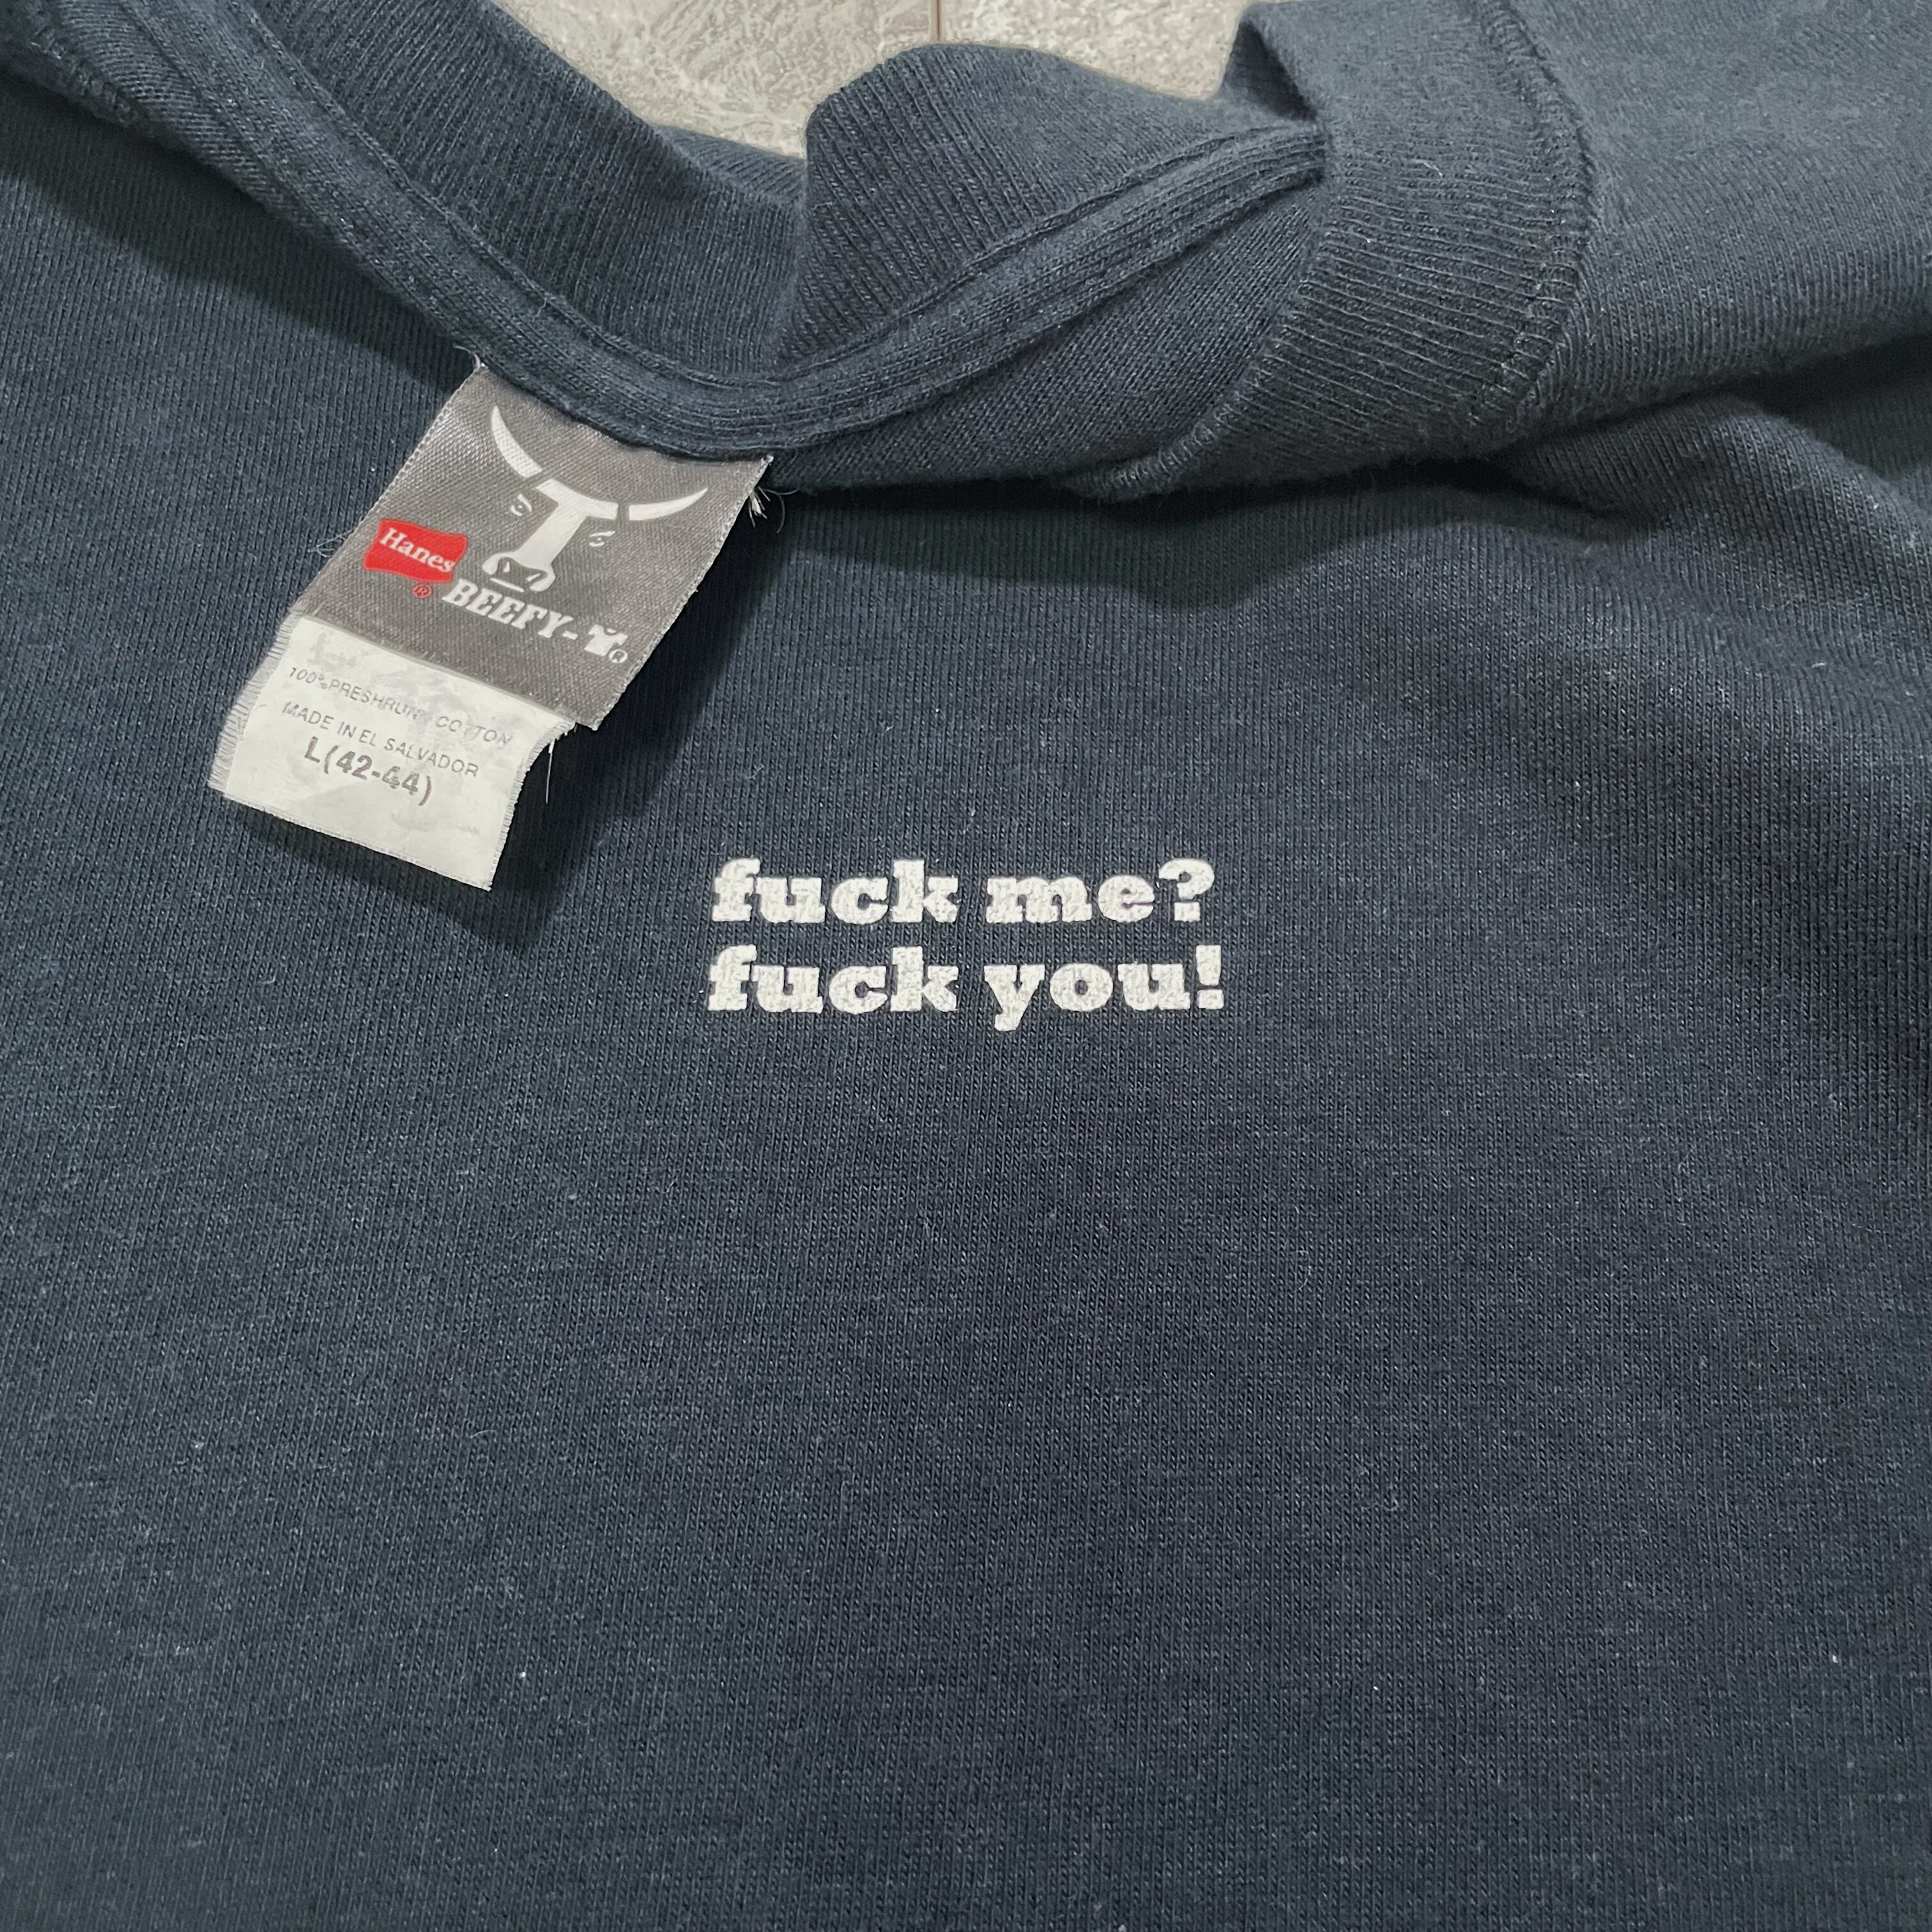 Hanes
®
BEEFY-T®
100% PRESHRUNK COTTON
MADE IN EL SALVADOR
L(42-44)
fuck me?
fuck you!